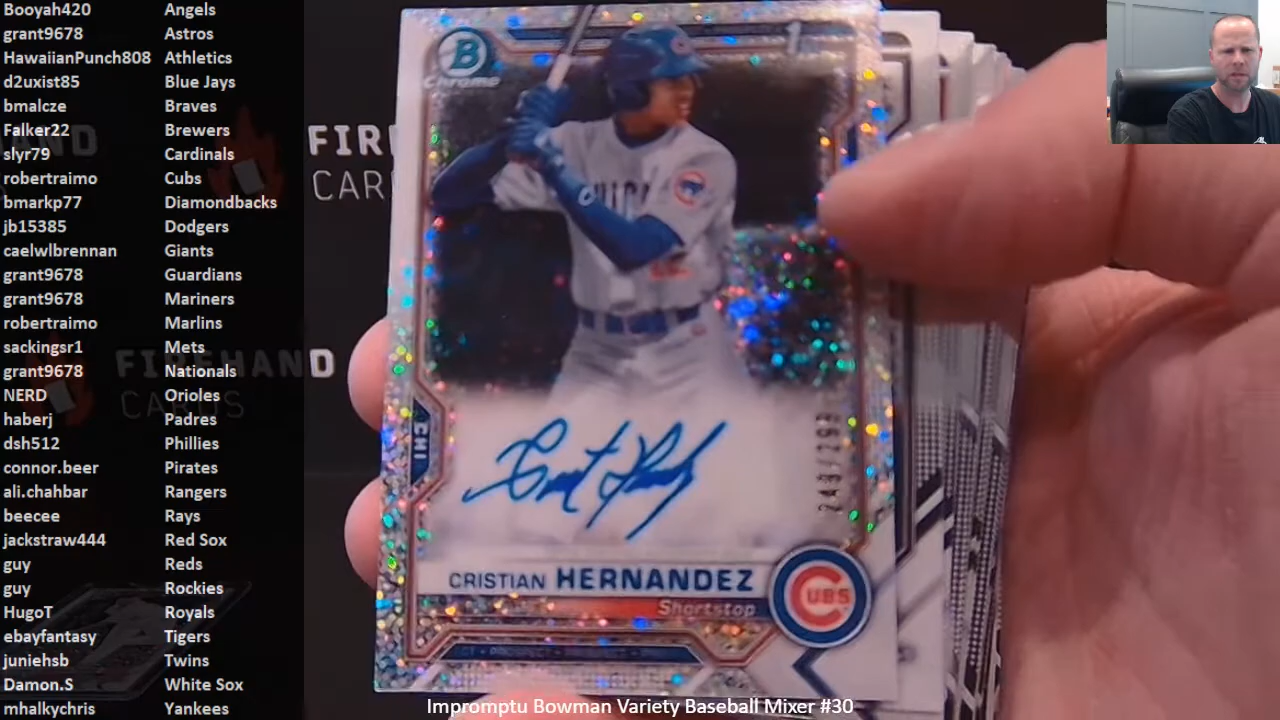 Booyah420 Angels
grant9678 Astros
HawaiianPunch808 Athletics
d2uxist85 Blue Jays
bmalcze Braves
Falker22 Brewers
slyr79 Cardinals
robertraimo Cubs
bmarkp77 Diamondbacks
jb15385 Dodgers
caelwlbrennan Giants
grant9678 Guardians
grant9678 Mariners
robertraimo Marlins
sackingsr1 Mets
grant9678 Nationals
NERD Orioles
haberj Padres
dsh512 Phillies
connor.beer Pirates
ali.chahbar Rangers
beecee Rays
jackstraw444 Red Sox
guy Reds
guy Rockies
HugoT Royals
ebayfantasy Tigers
juniehsb Twins
Damon.S White Sox
mhalkychris Yankees
FIREHAND
CARDS
B
Chrome
1
CHI
CRISTIAN HERNANDEZ
Shortstop
CUBS
Impromptu Bowman Variety Baseball Mixer #30